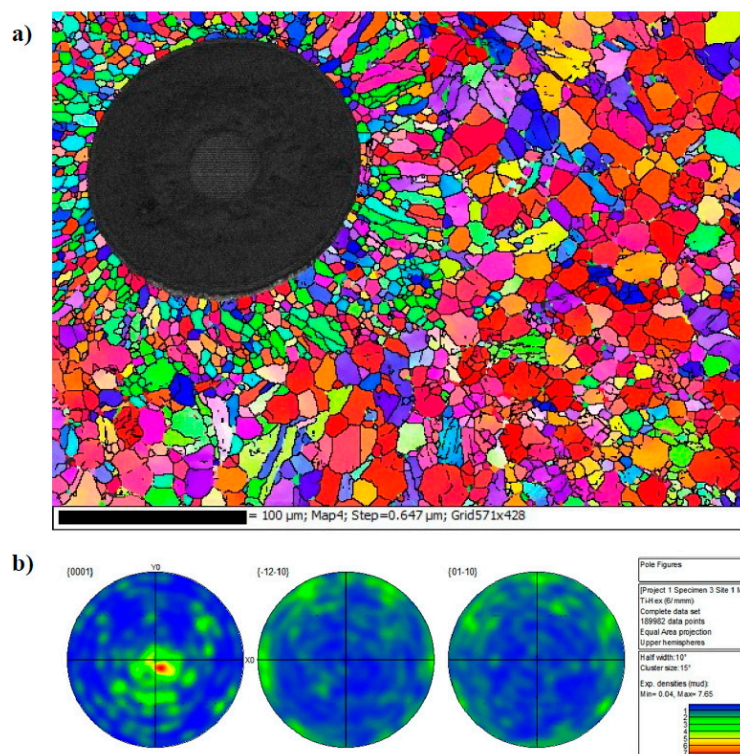 a)
= 100 µm; Map4; Step=0.647 µm; Grid571x428
b)
{0001}
Y0
{-12-10}
{01-10}
X0
Pole Figures
[Project 1 Specimen 3 Site 1
Ti-Hex (6/mmm)
Complete data set
189982 data points
Equal Area projection
Upper hemispheres
Half width:10°
Cluster size:15°
Exp. densities (mud):
Min= 0.04, Max= 7.65
1
2
3
4
5
6
7